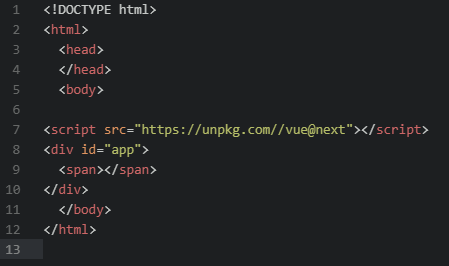 1 <!DOCTYPE html>
2 <html>
3   <head>
4   </head>
5   <body>
6
7 <script src="https://unpkg.com//vue@next"></script>
8 <div id="app">
9   <span></span>
10 </div>
11   </body>
12 </html>
13